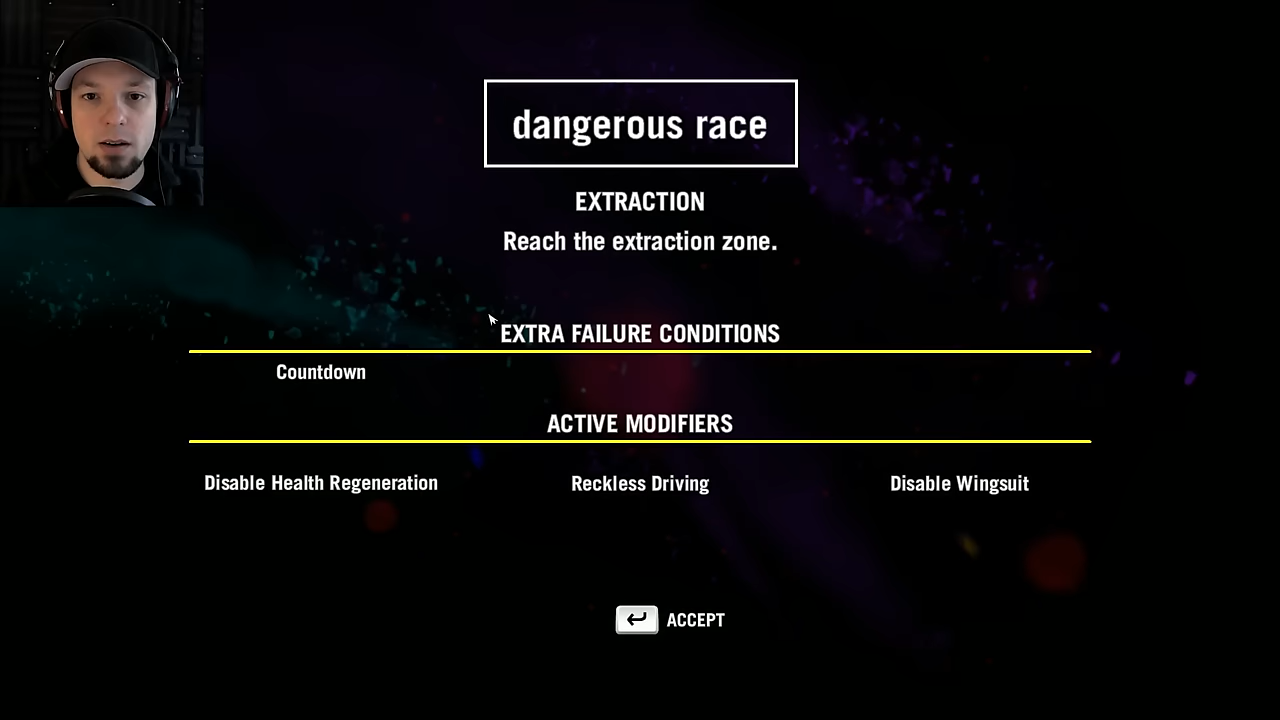 dangerous race
EXTRACTION
Reach the extraction zone.
EXTRA FAILURE CONDITIONS
Countdown
ACTIVE MODIFIERS
Disable Health Regeneration Reckless Driving Disable Wingsuit
ACCEPT